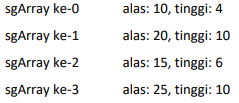 sgArray ke-0 alas: 10, tinggi: 4
sgArray ke-1 alas: 20, tinggi: 10
sgArray ke-2 alas: 15, tinggi: 6
sgArray ke-3 alas: 25, tinggi: 10